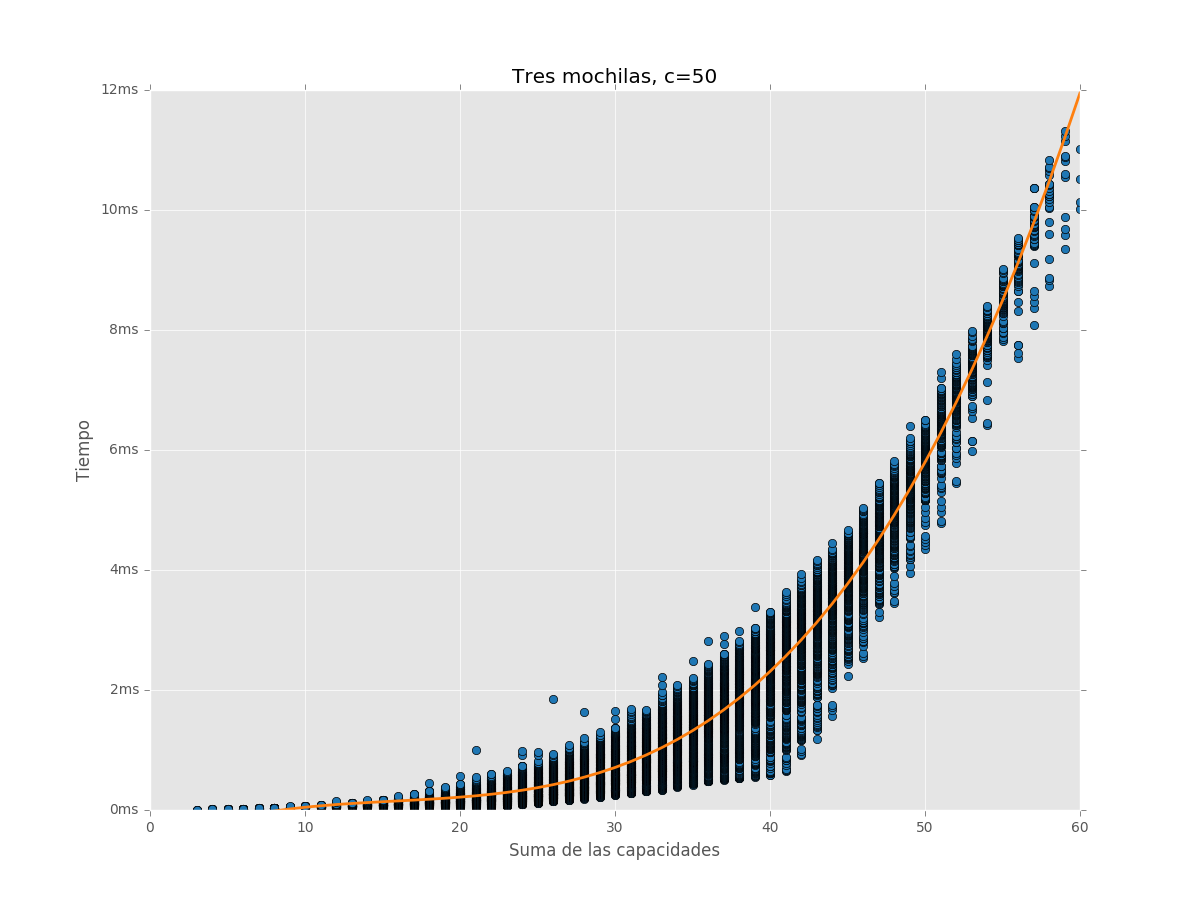 Tres mochilas, c=50
12ms
10ms
8ms
6ms
4ms
2ms
0ms
Tiempo
0 10 20 30 40 50 60
Suma de las capacidades